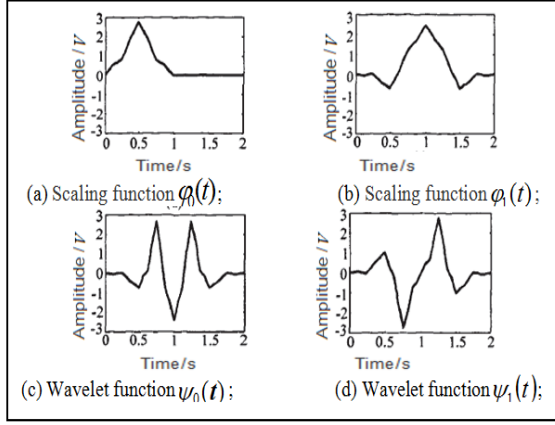 Amplitude / V
3
2
1
0
-1
-2
-3
0 0.5 1 1.5 2
Time/s
(a) Scaling function φ₀(t);
Amplitude / V
3
2
1
0
-1
-2
-3
0 0.5 1 1.5 2
Time/s
(b) Scaling function φ₁(t);
Amplitude / V
3
2
1
0
-1
-2
-3
0 0.5 1 1.5 2
Time/s
(c) Wavelet function ψ₀(t);
Amplitude / V
3
2
1
0
-1
-2
-3
0 0.5 1 1.5 2
Time/s
(d) Wavelet function ψ₁(t);